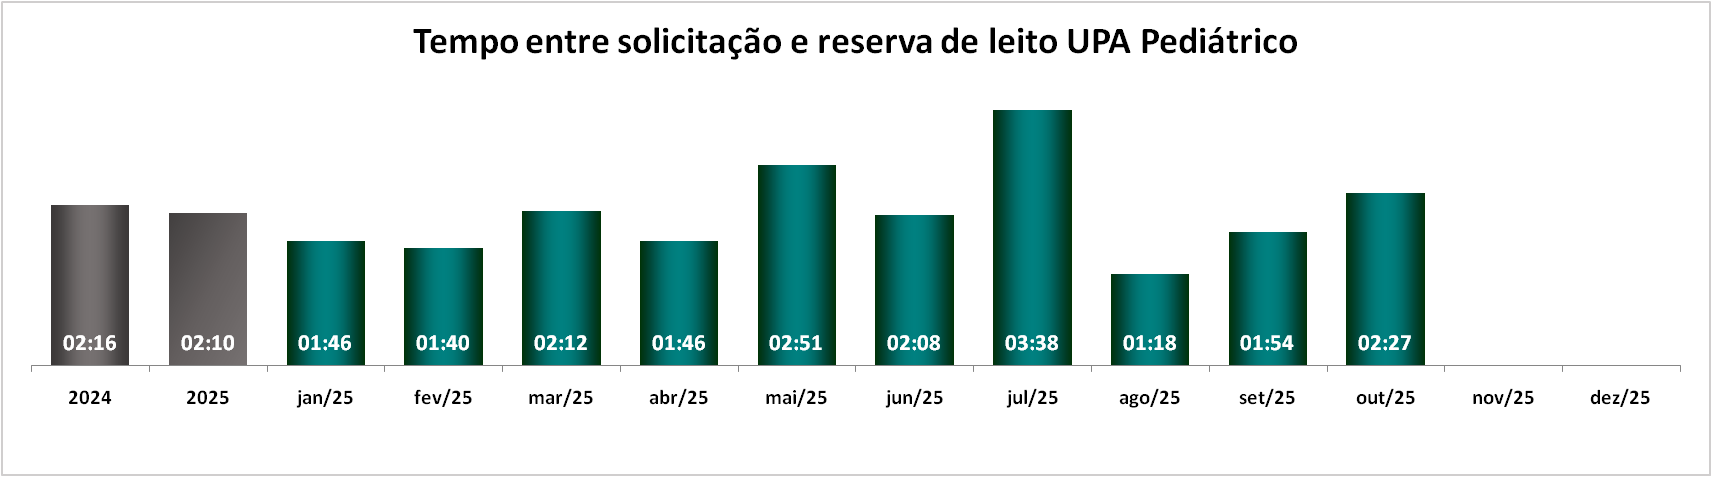 Tempo entre solicitação e reserva de leito UPA Pediátrico
02:16 02:10 01:46 01:40 02:12 01:46 02:51 02:08 03:38 01:18 01:54 02:27
2024 2025 jan/25 fev/25 mar/25 abr/25 mai/25 jun/25 jul/25 ago/25 set/25 out/25 nov/25 dez/25